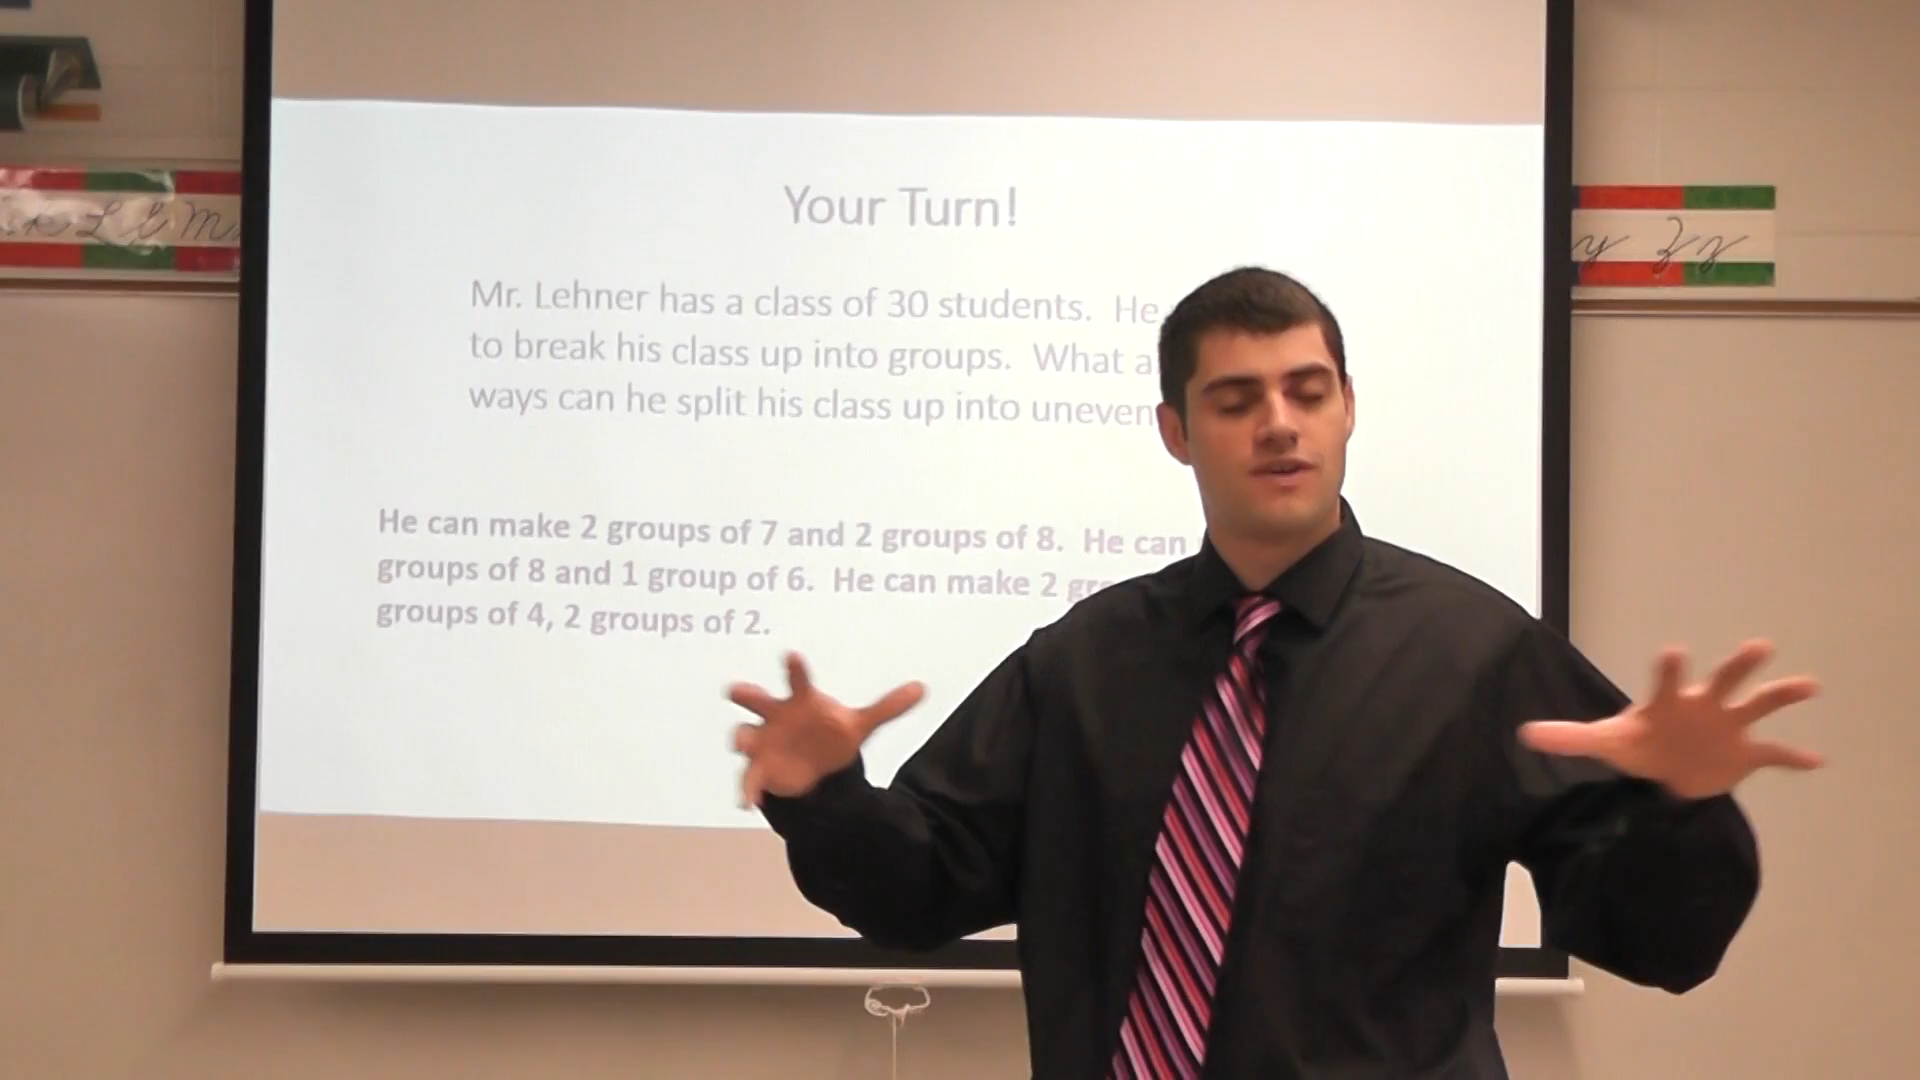 Your Turn!
Mr. Lehner has a class of 30 students. He
to break his class up into groups. What a
ways can he split his class up into uneven
He can make 2 groups of 7 and 2 groups of 8. He can
groups of 8 and 1 group of 6. He can make 2
groups of 4, 2 groups of 2.
L l M
y Z z